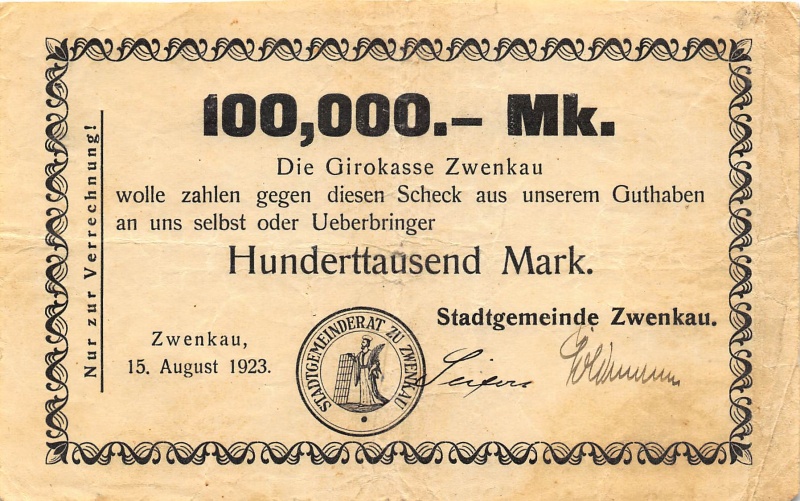 100,000.— Mk.
Die Girokasse Zwenkau
wolle zahlen gegen diesen Scheck aus unserem Guthaben
an uns selbst oder Ueberbringer
Hunderttausend Mark.
Stadtgemeinde Zwenkau.
Zwenkau,
15. August 1923.
STADTGEMEINDERAT ZU ZWENKAU
Nur zur Verrechnung!